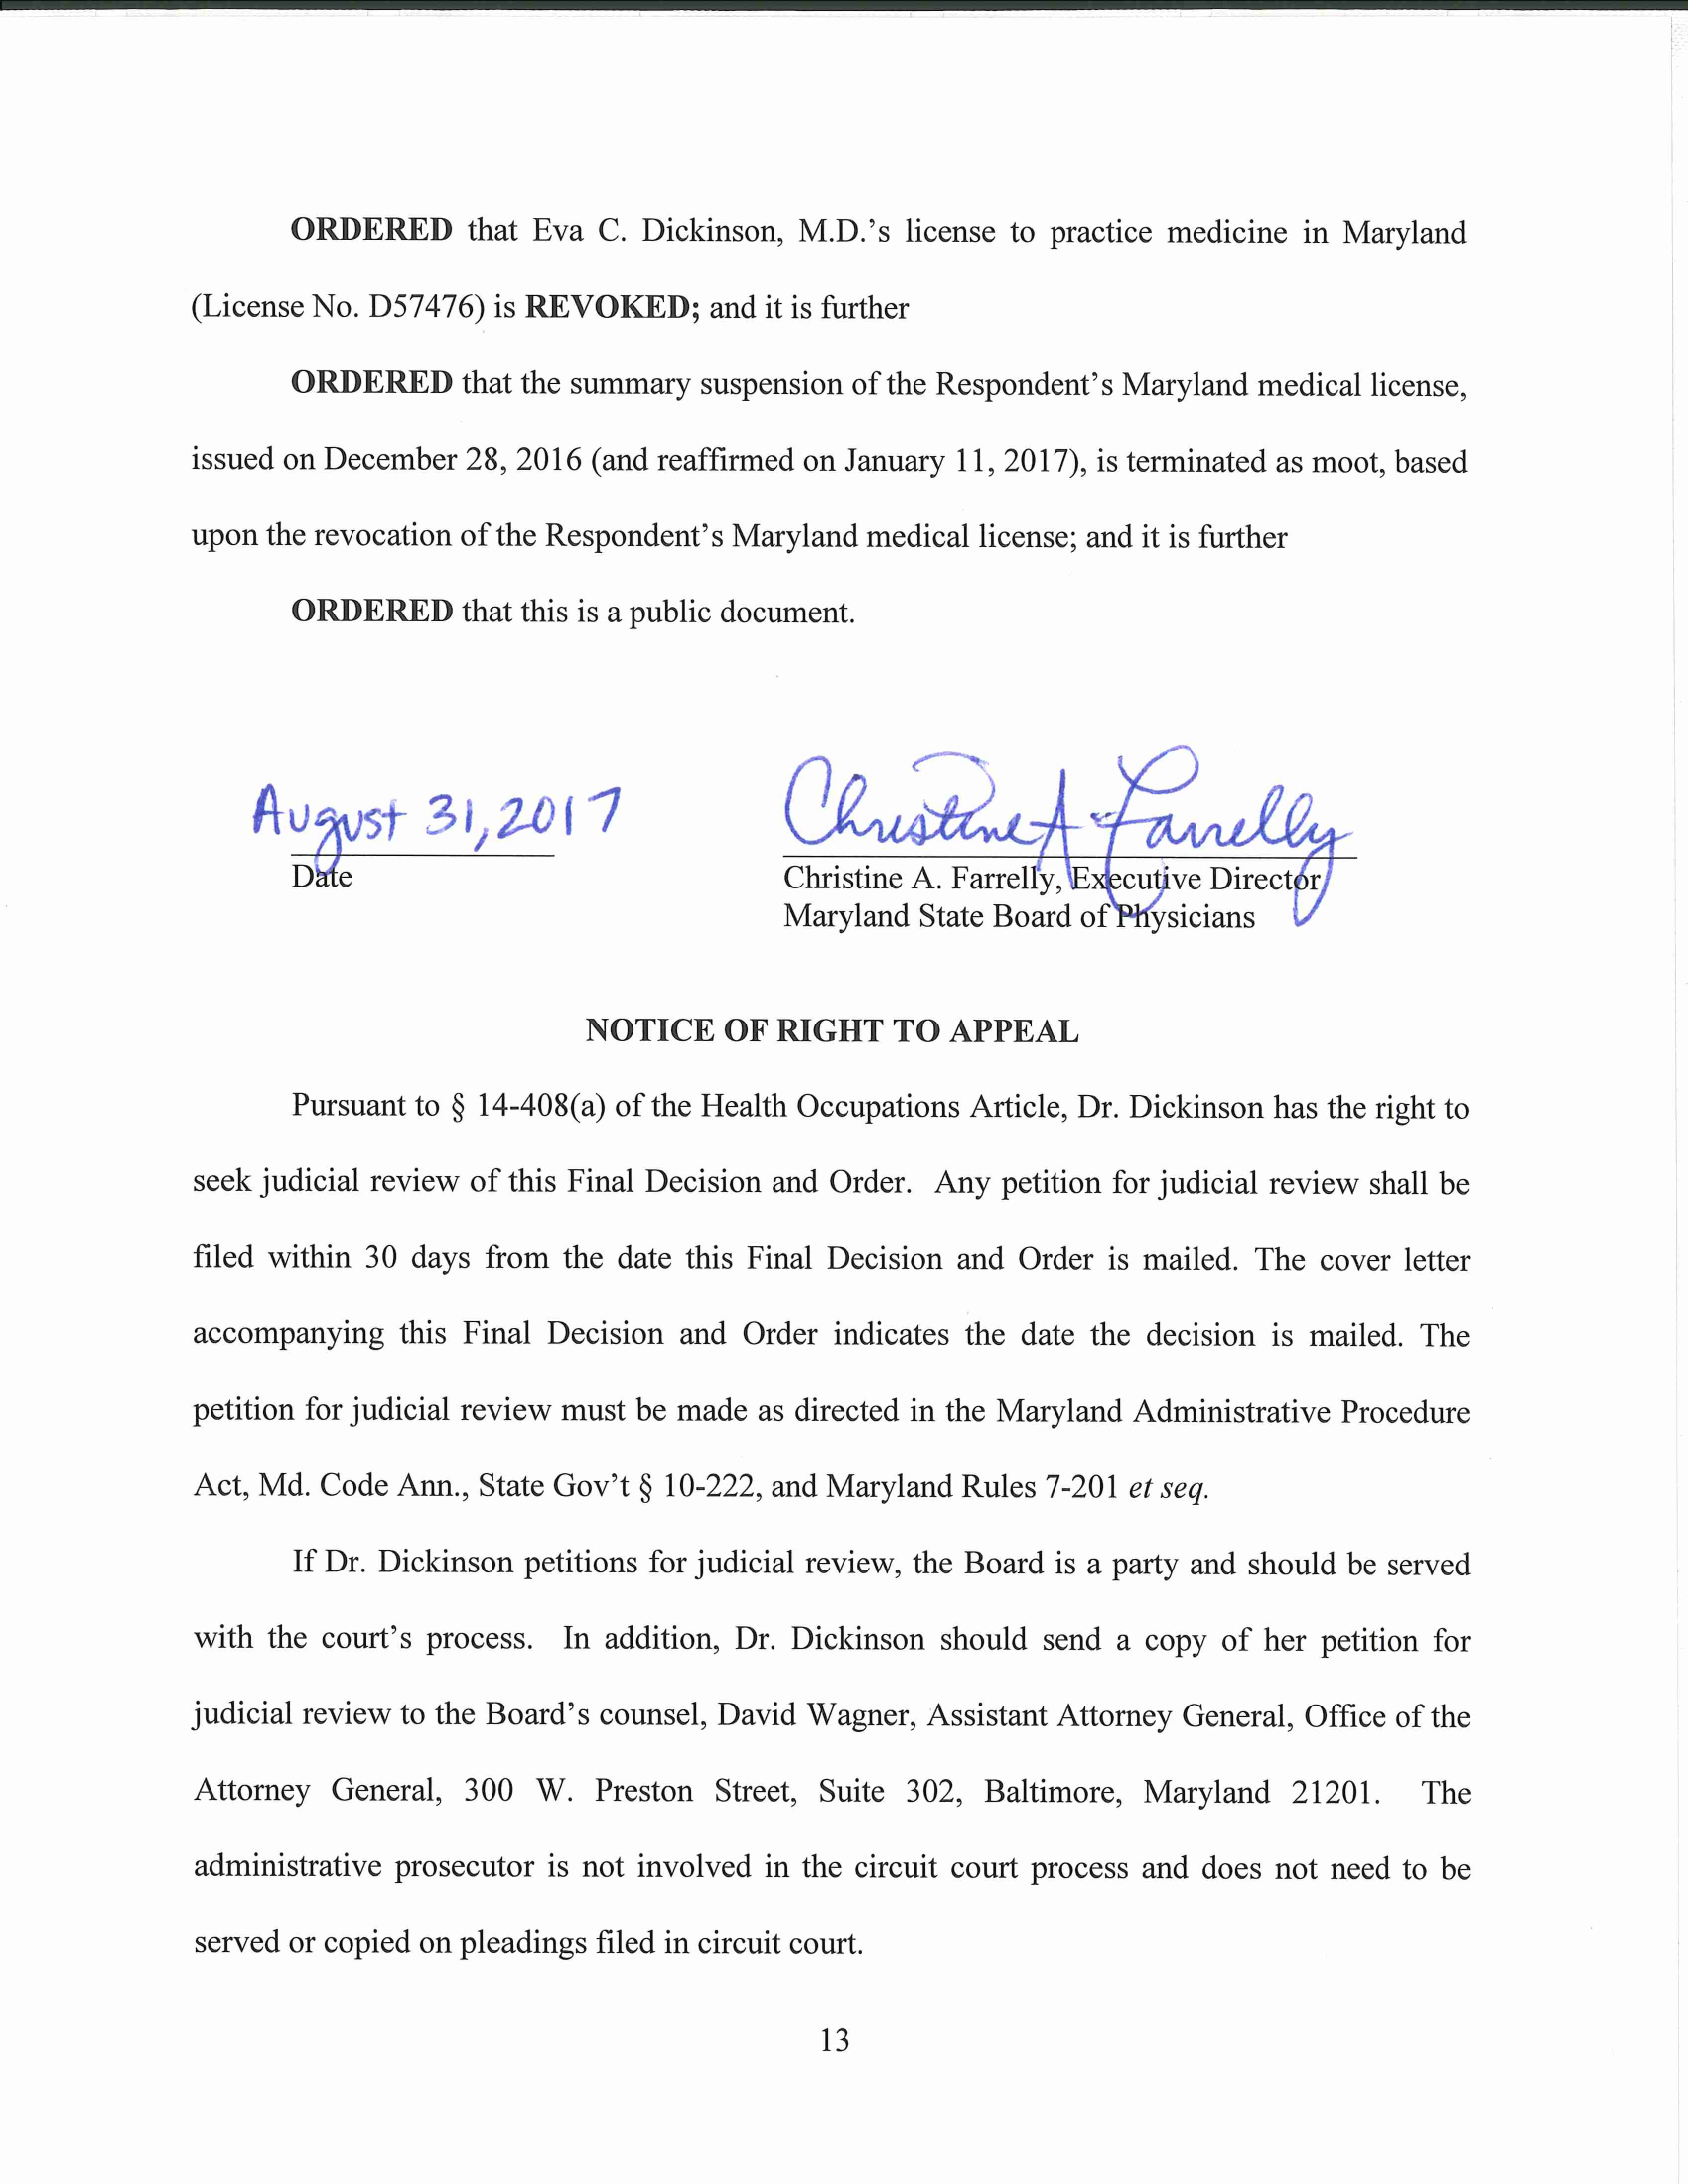 ORDERED that Eva C. Dickinson, M.D.'s license to practice medicine in Maryland
(License No. D57476) is REVOKED; and it is further
ORDERED that the summary suspension of the Respondent's Maryland medical license,
issued on December 28, 2016 (and reaffirmed on January 11, 2017), is terminated as moot, based
upon the revocation of the Respondent's Maryland medical license; and it is further
ORDERED that this is a public document.
August 31, 2017 Christine A Farrelly
Date Christine A. Farrelly, Executive Director
Maryland State Board of Physicians
NOTICE OF RIGHT TO APPEAL
Pursuant to § 14-408(a) of the Health Occupations Article, Dr. Dickinson has the right to
seek judicial review of this Final Decision and Order. Any petition for judicial review shall be
filed within 30 days from the date this Final Decision and Order is mailed. The cover letter
accompanying this Final Decision and Order indicates the date the decision is mailed. The
petition for judicial review must be made as directed in the Maryland Administrative Procedure
Act, Md. Code Ann., State Gov't § 10-222, and Maryland Rules 7-201 et seq.
If Dr. Dickinson petitions for judicial review, the Board is a party and should be served
with the court's process. In addition, Dr. Dickinson should send a copy of her petition for
judicial review to the Board's counsel, David Wagner, Assistant Attorney General, Office of the
Attorney General, 300 W. Preston Street, Suite 302, Baltimore, Maryland 21201. The
administrative prosecutor is not involved in the circuit court process and does not need to be
served or copied on pleadings filed in circuit court.
13